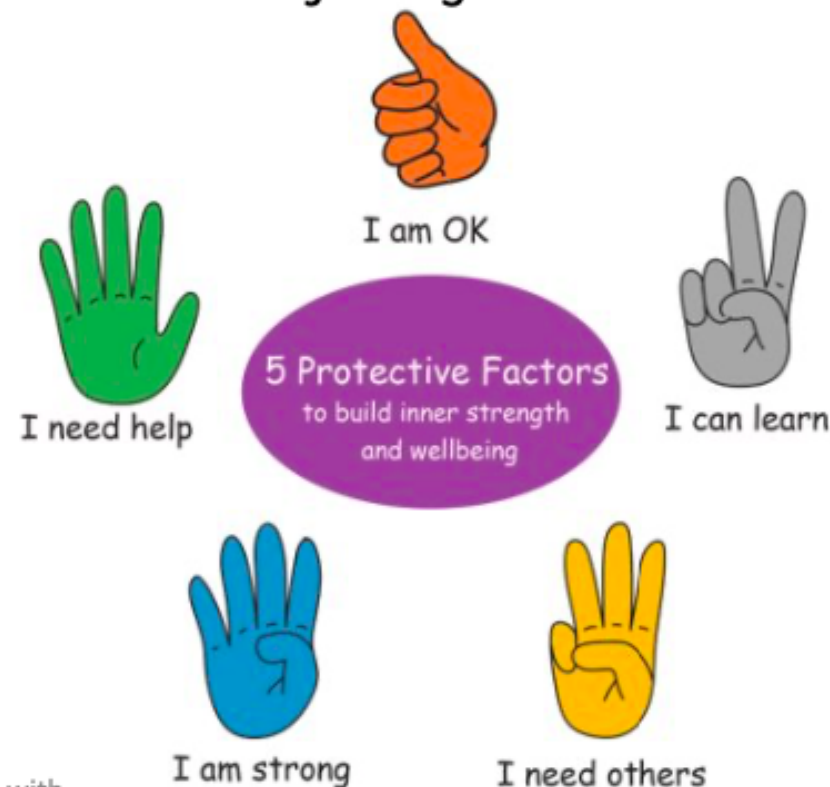 I am OK
I need help
5 Protective Factors
to build inner strength
and wellbeing
I can learn
I am strong
I need others
with